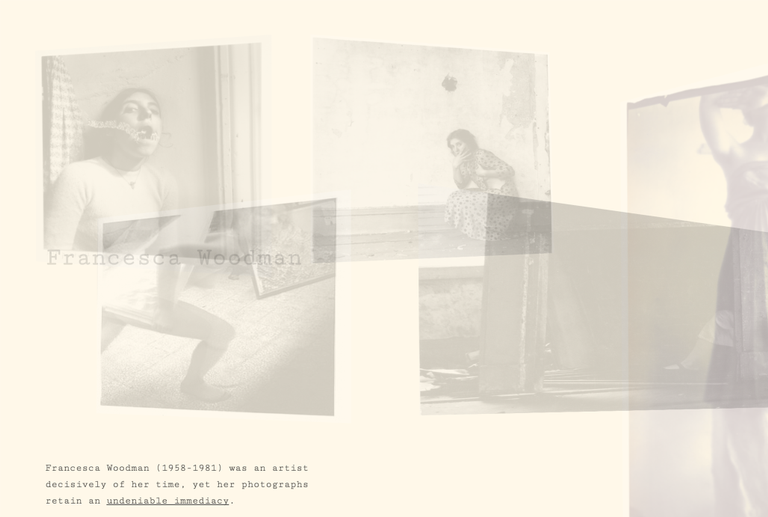 Francesca Woodman
Francesca Woodman (1958-1981) was an artist
decisively of her time, yet her photographs
retain an undeniable immediacy.